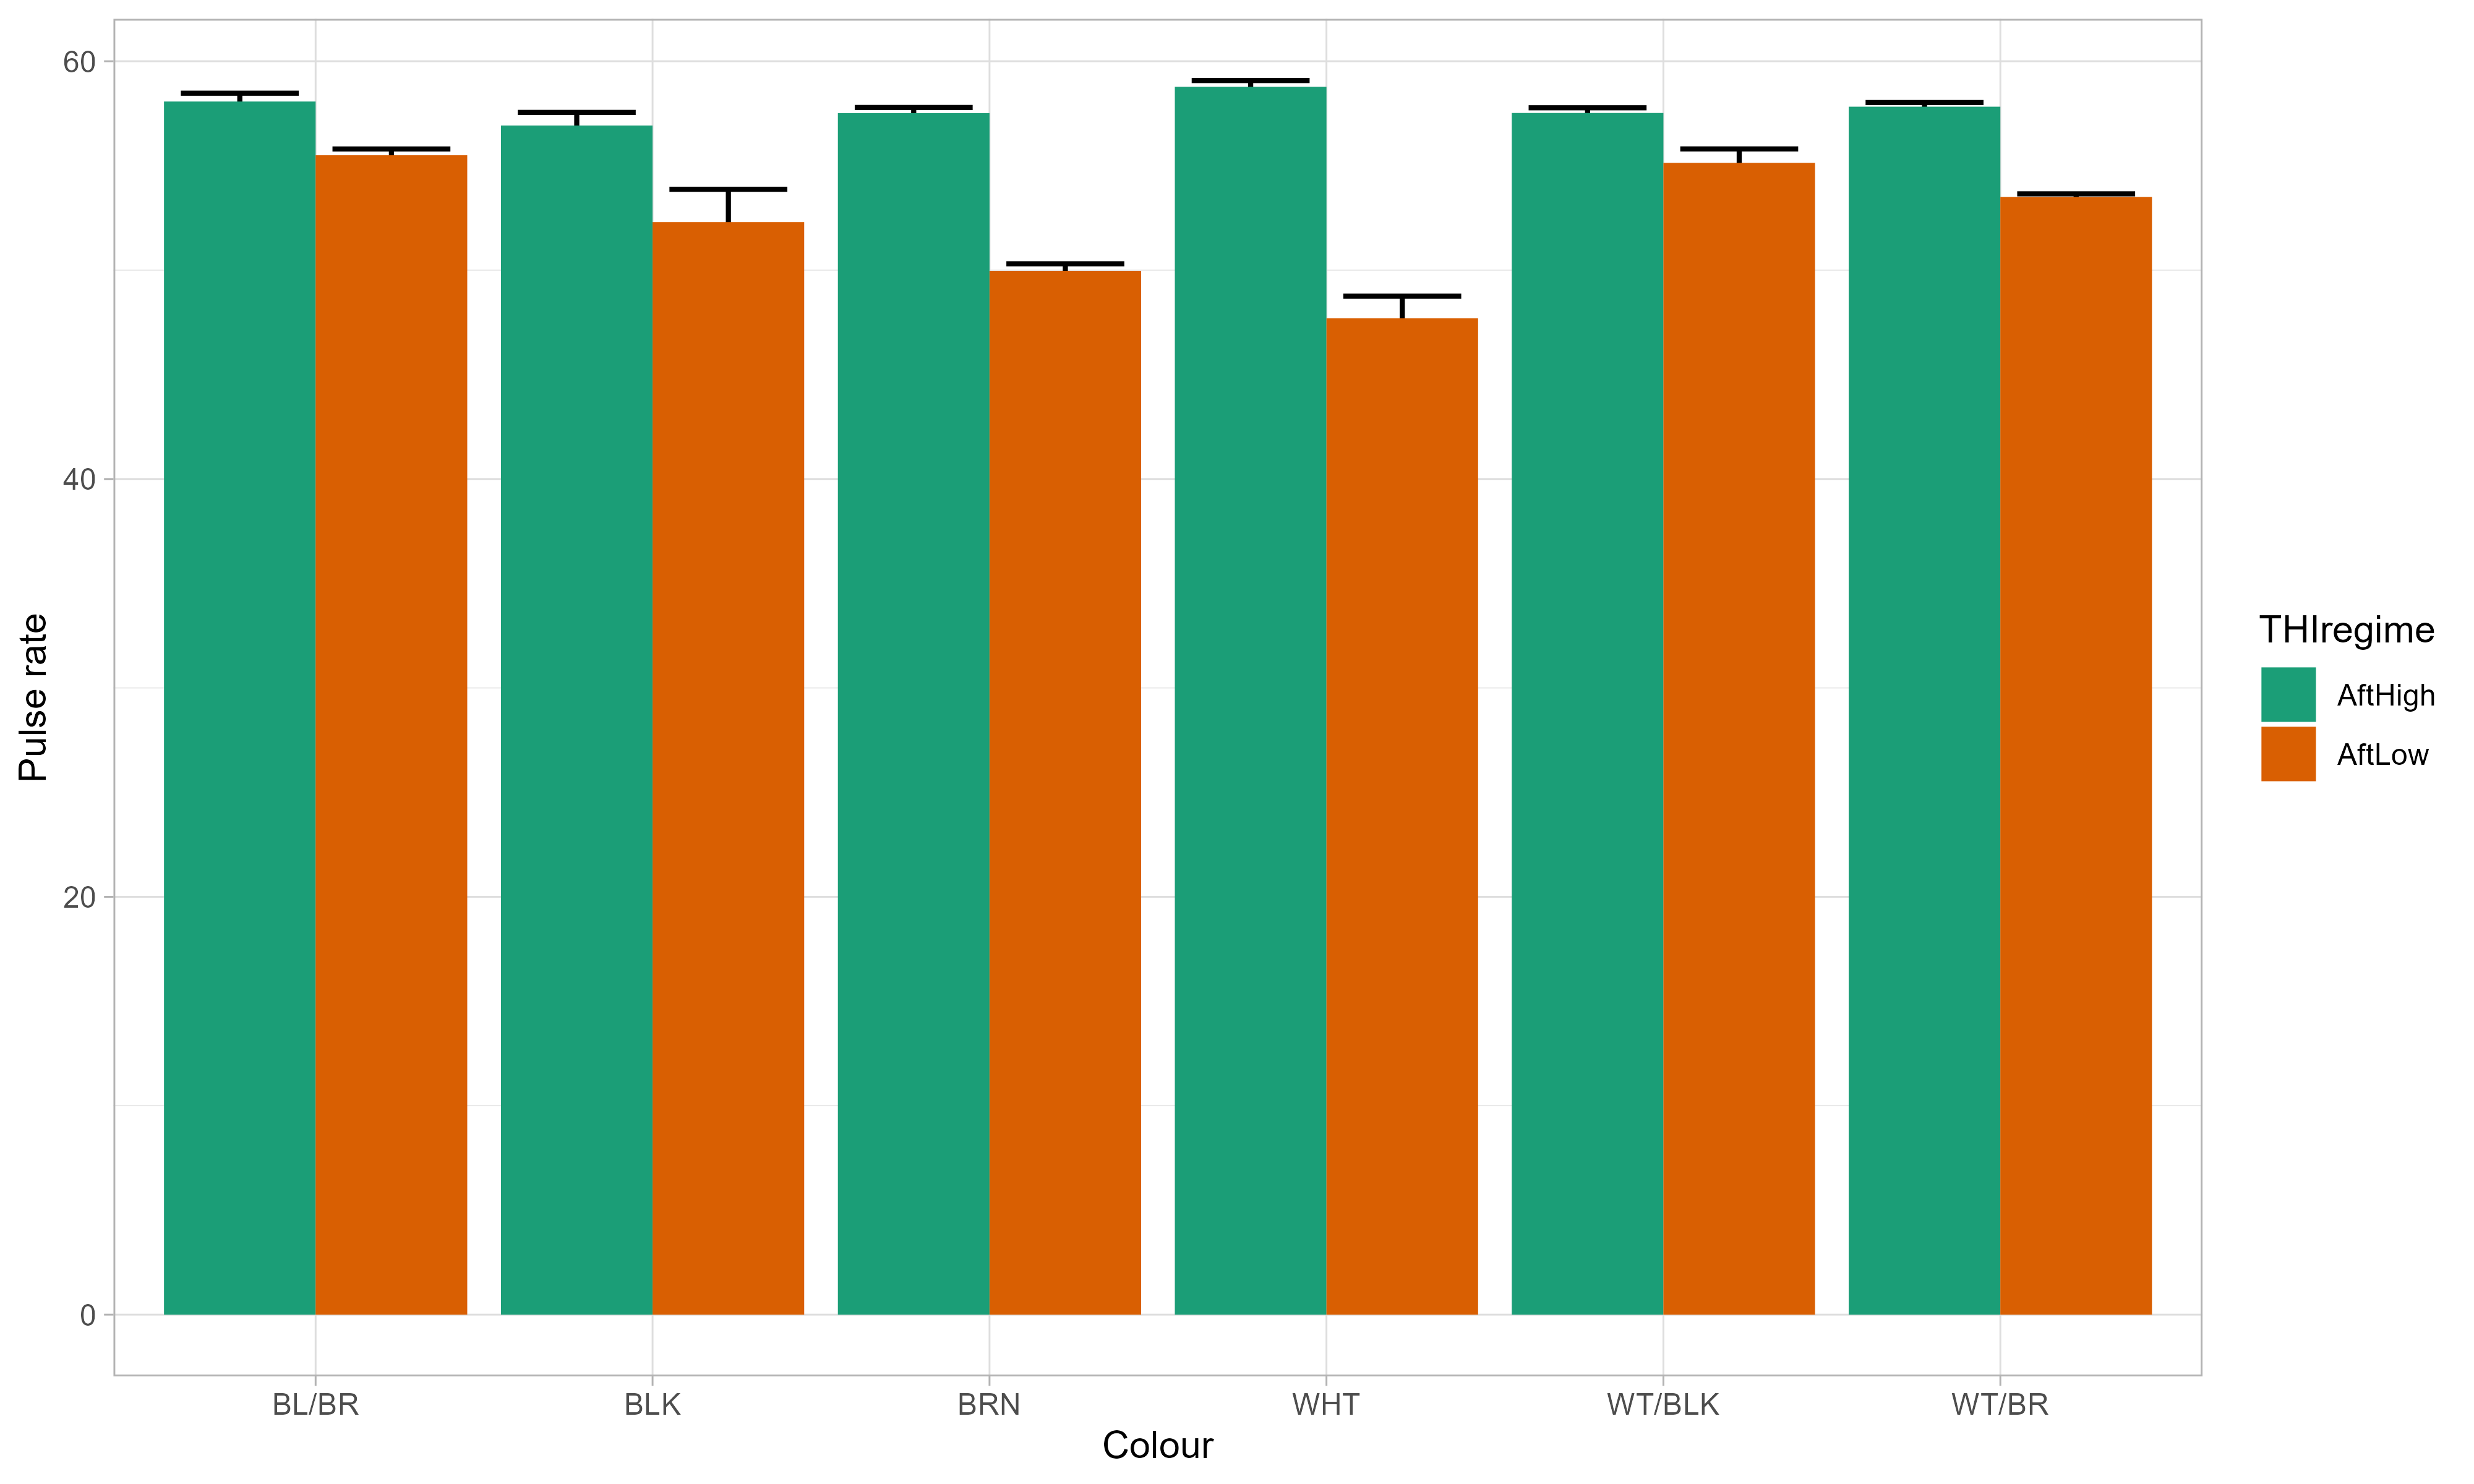 60
40
20
0
Pulse rate
BL/BR BLK BRN WHT WT/BLK WT/BR
Colour
THIregime
AftHigh
AftLow